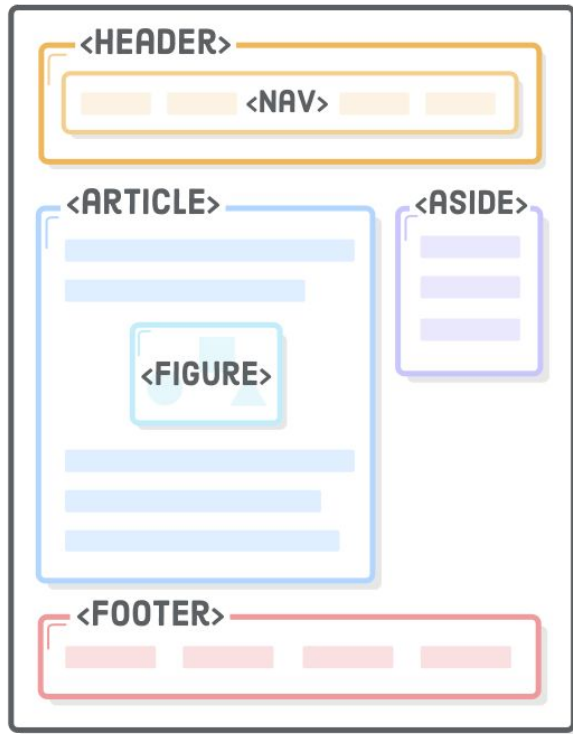 <HEADER>
<NAV>
<ARTICLE>
<ASIDE>
<FIGURE>
<FOOTER>